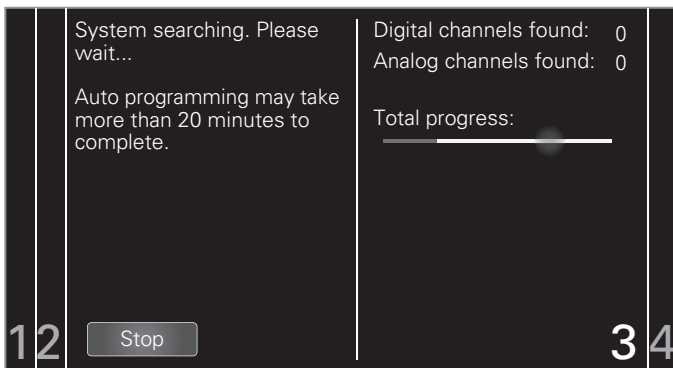 System searching. Please
wait...
Auto programming may take
more than 20 minutes to
complete.
Digital channels found: 0
Analog channels found: 0
Total progress:
1 2 Stop 3 4